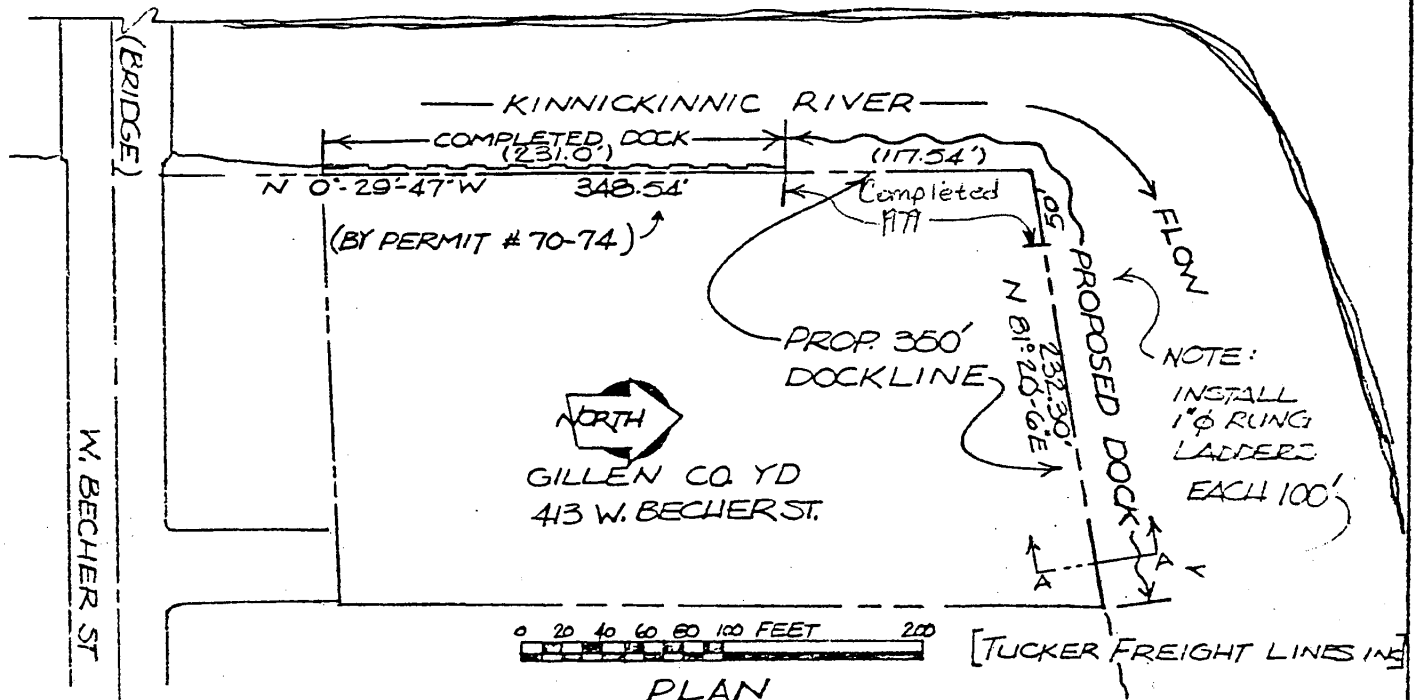 (BRIDGE)
KINNICKINNIC RIVER
COMPLETED DOCK
(231.0')
(117.54')
N 0°-29'-47"W 348.54'
(BY PERMIT # 70-74)
Completed
50'
FLOW
PROPOSED DOCK
N 81°-26'-6"E
232.30'
PROP. 350'
DOCKLINE
NOTE:
INSTALL
1"φ RUNG
LADDERS
EACH 100'
NORTH
GILLEN CO. YD
413 W. BECHER ST.
W. BECHER ST
A
A
0 20 40 60 80 100 FEET 200
[TUCKER FREIGHT LINES INC]
PLAN